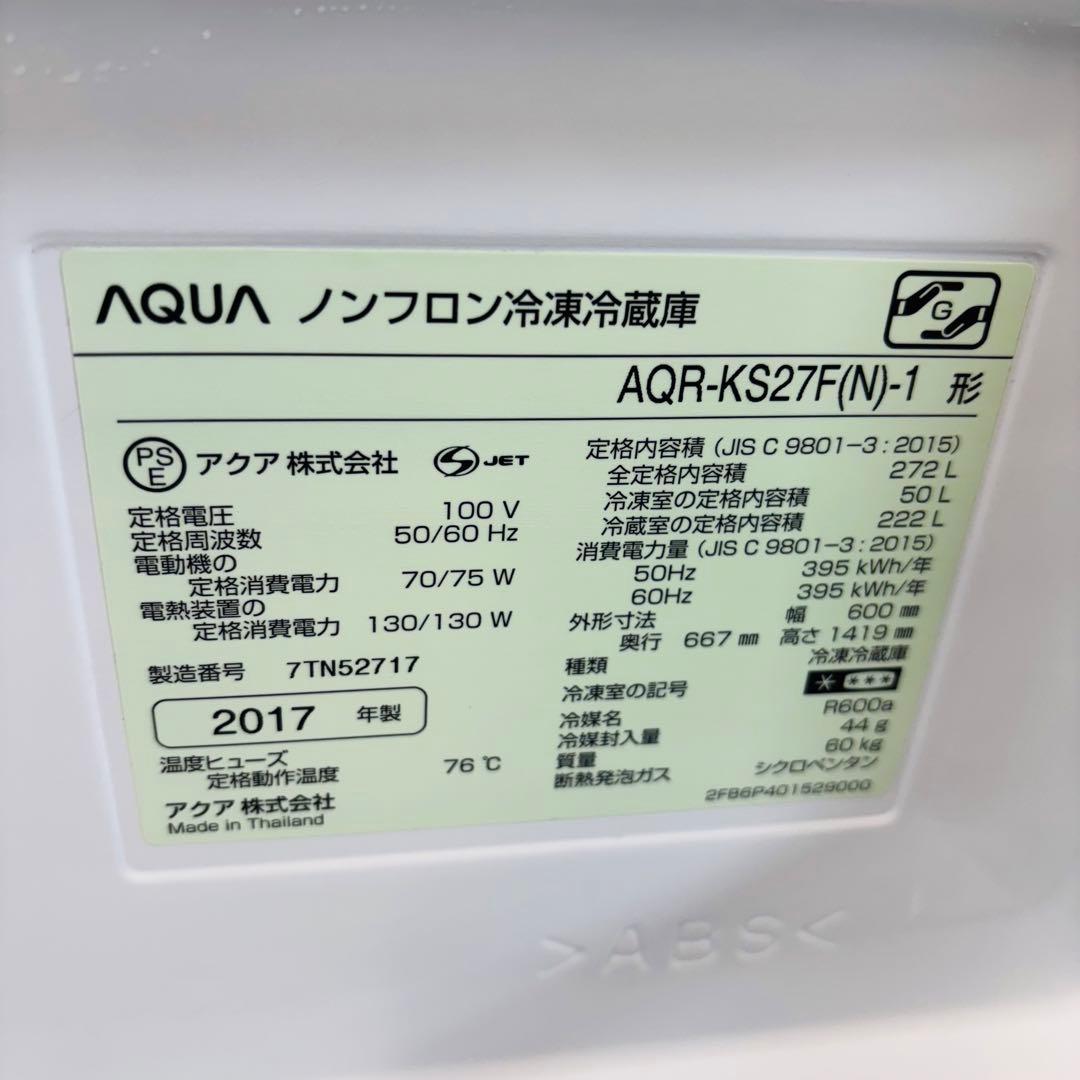 AQUA ノンフロン冷凍冷蔵庫
G
AQR-KS27F(N)-1 形
PSE アクア 株式会社 S JET
定格電圧 100 V
定格周波数 50/60 Hz
電動機の
定格消費電力 70/75 W
電熱装置の
定格消費電力 130/130 W
製造番号 7TN52717
2017 年製
温度ヒューズ
定格動作温度 76 ℃
アクア 株式会社
Made in Thailand
定格内容積 (JIS C 9801-3:2015)
全定格内容積 272 L
冷凍室の定格内容積 50 L
冷蔵室の定格内容積 222 L
消費電力量 (JIS C 9801-3:2015)
50Hz 395 kWh/年
60Hz 395 kWh/年
外形寸法 幅 600 ㎜
奥行 667 ㎜ 高さ 1419 ㎜
種類 冷凍冷蔵庫
冷凍室の記号 * ***
冷媒名 R600a
冷媒封入量 44 g
質量 60 kg
断熱発泡ガス シクロペンタン
2FB6P401529000
>ABS<